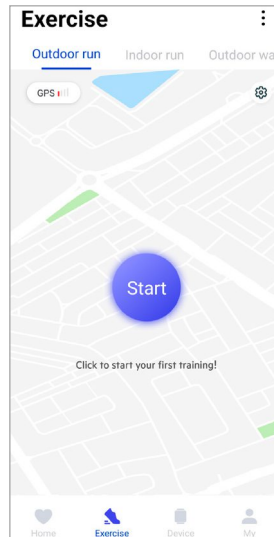 Exercise
Outdoor run Indoor run Outdoor wa
GPS
Start
Click to start your first training!
Home Exercise Device My